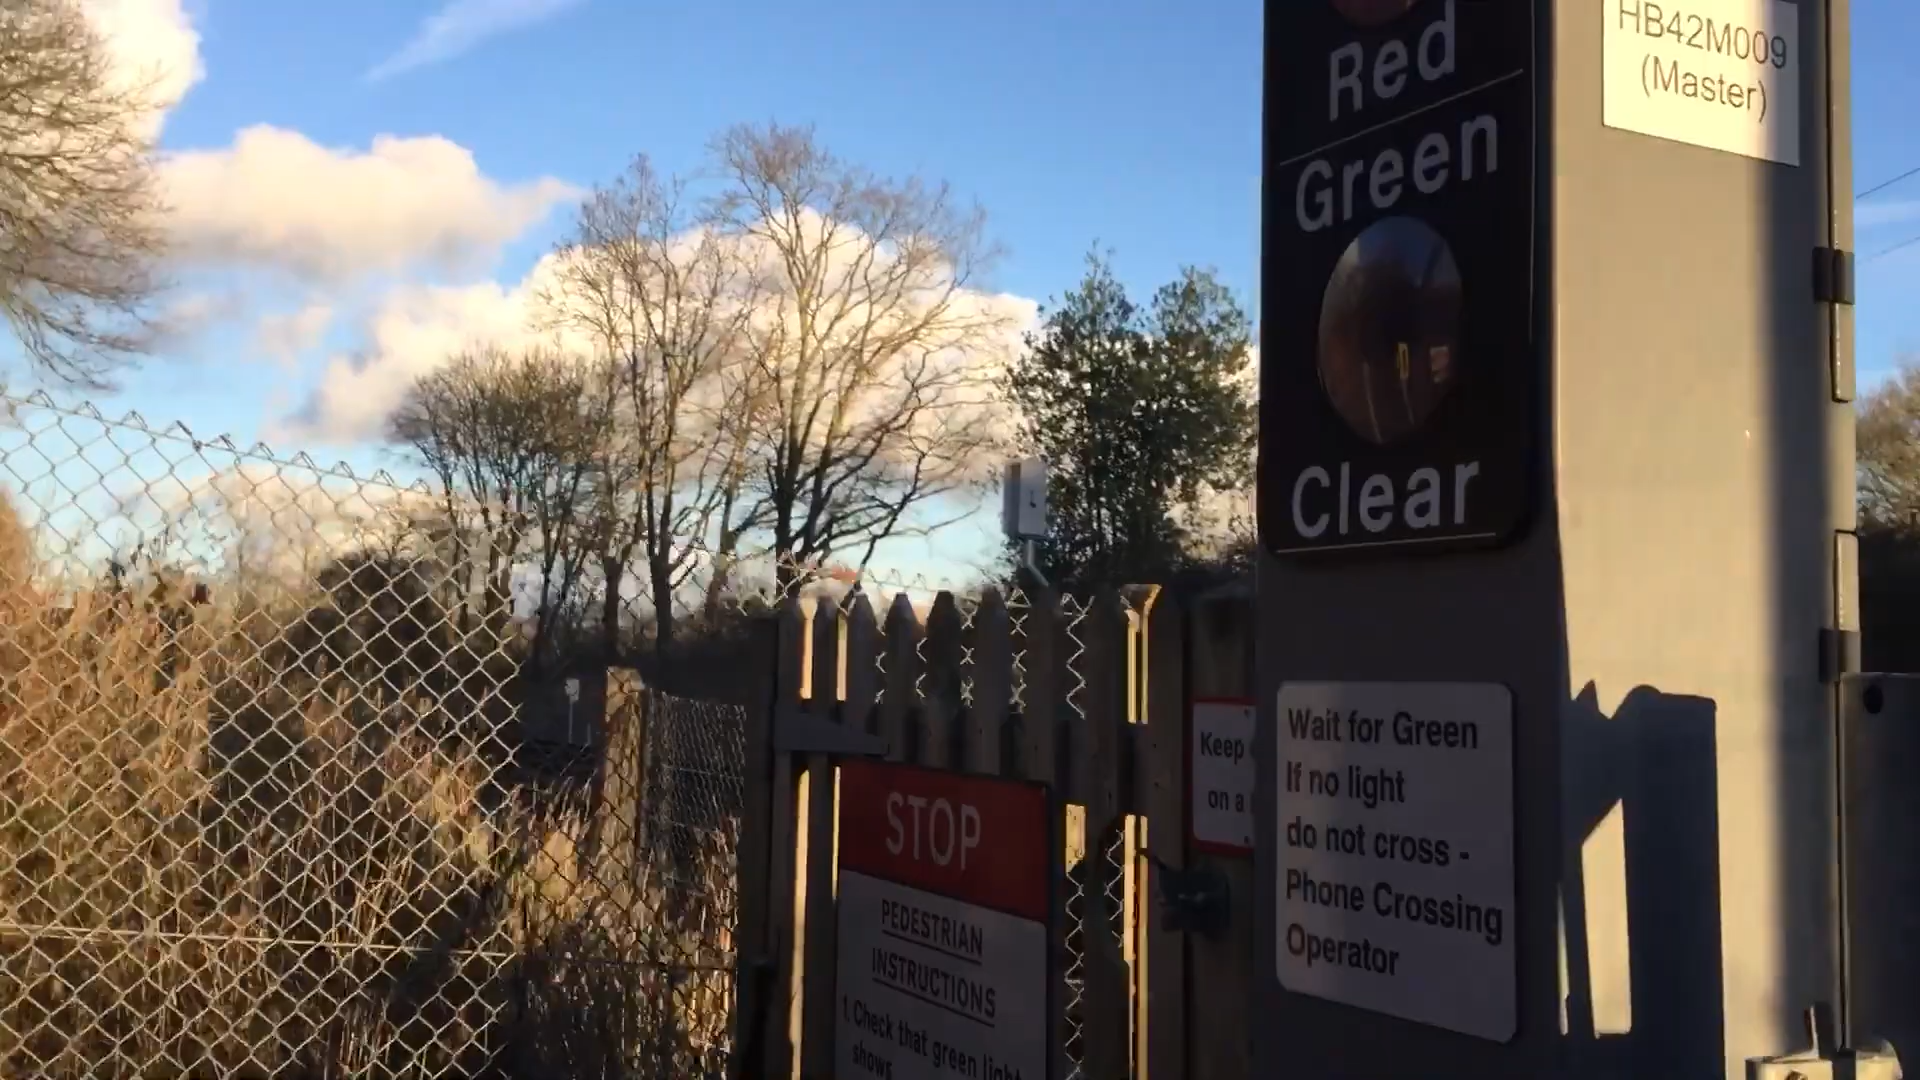 Red
Green
Clear
HB42M009
(Master)
Wait for Green
If no light
do not cross -
Phone Crossing
Operator
Keep
on a
STOP
PEDESTRIAN
INSTRUCTIONS
1. Check that green light
shows